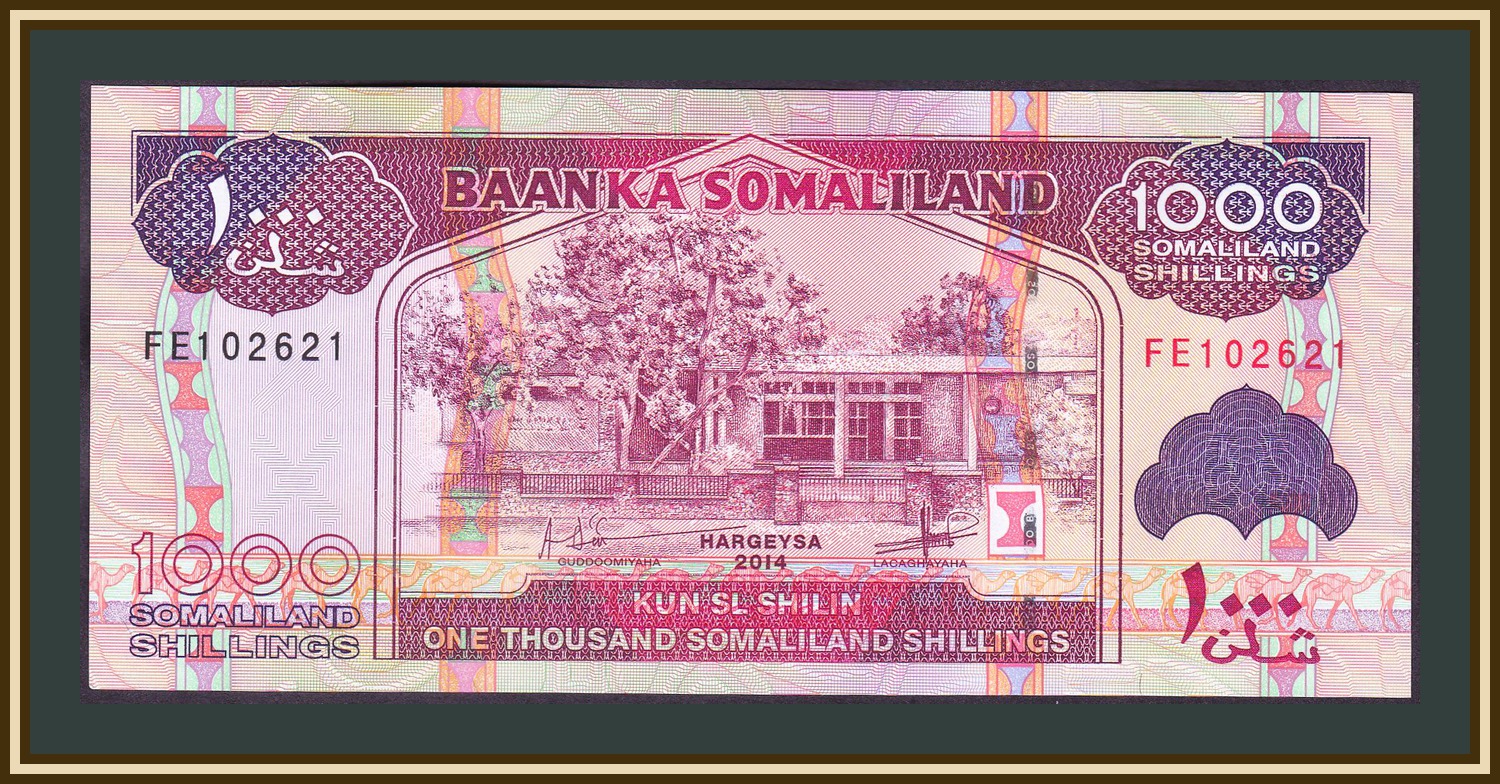 BAANKA SOMALILAND
١٠٠٠
شلن
1000
SOMALILAND
SHILLINGS
FE102621
FE102621
HARGEYSA
2014
GUDDOOMIYAHA
LACAGHAYAHA
1000
SOMALILAND
SHILLINGS
KUN SL SHILIN
ONE THOUSAND SOMALILAND SHILLINGS
١٠٠٠
شلن